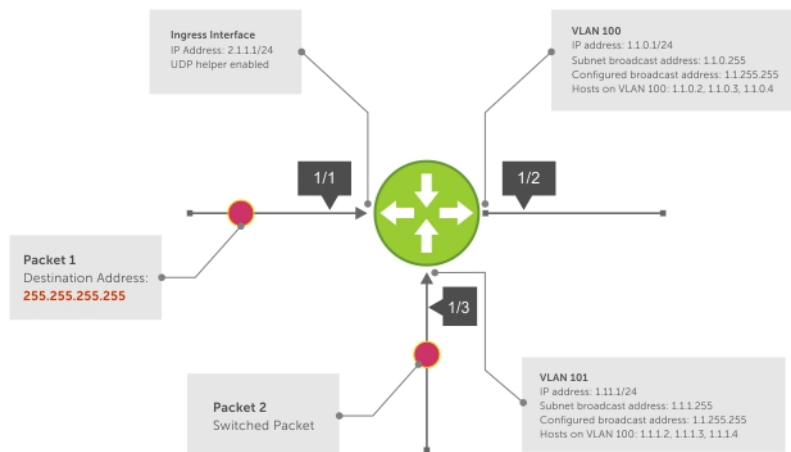 Ingress Interface
IP Address: 2.1.1.1/24
UDP helper enabled
VLAN 100
IP address: 1.1.0.1/24
Subnet broadcast address: 1.1.0.255
Configured broadcast address: 1.1.255.255
Hosts on VLAN 100: 1.1.0.2, 1.1.0.3, 1.1.0.4
1/1
1/2
Packet 1
Destination Address:
255.255.255.255
1/3
Packet 2
Switched Packet
VLAN 101
IP address: 1.11.1/24
Subnet broadcast address: 1.1.1.255
Configured broadcast address: 1.1.255.255
Hosts on VLAN 100: 1.1.1.2, 1.1.1.3, 1.1.1.4